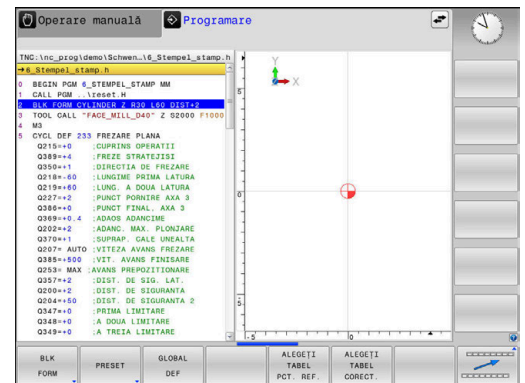 Operare manuală
Programare
TNC:\nc_prog\demo\Schwen…\6_Stempel_stamp.h
→6_Stempel_stamp.h
0 BEGIN PGM 6_STEMPEL_STAMP MM
1 CALL PGM ..\reset.H
2 BLK FORM CYLINDER Z R30 L60 DIST+2
3 TOOL CALL "FACE_MILL_D40" Z S2000 F1000
4 M3
5 CYCL DEF 233 FREZARE PLANA
Q215=+0 ;CUPRINS OPERATII
Q389=+4 ;FREZE STRATEJISI
Q350=+1 ;DIRECTIA DE FREZARE
Q218=-60 ;LUNGIME PRIMA LATURA
Q219=+60 ;LUNG. A DOUA LATURA
Q227=+2 ;PUNCT PORNIRE AXA 3
Q386=+0 ;PUNCT FINAL, AXA 3
Q369=+0.4 ;ADAOS ADANCIME
Q202=+2 ;ADANC. MAX. PLONJARE
Q370=+1 ;SUPRAP. CALE UNEALTA
Q207= AUTO ;VITEZA AVANS FREZARE
Q385=+500 ;VIT. AVANS FINISARE
Q253= MAX ;AVANS PREPOZITIONARE
Q357=+2 ;DIST. DE SIG. LAT.
Q200=+2 ;DIST. DE SIGURANTA
Q204=+50 ;DIST. DE SIGURANTA 2
Q347=+0 ;PRIMA LIMITARE
Q348=+0 ;A DOUA LIMITARE
Q349=+0 ;A TREIA LIMITARE
Y
X
5
0
-5
-5 0
BLK FORM
PRESET
GLOBAL DEF
ALEGEȚI TABEL PCT. REF.
ALEGEȚI TABEL CORECT.